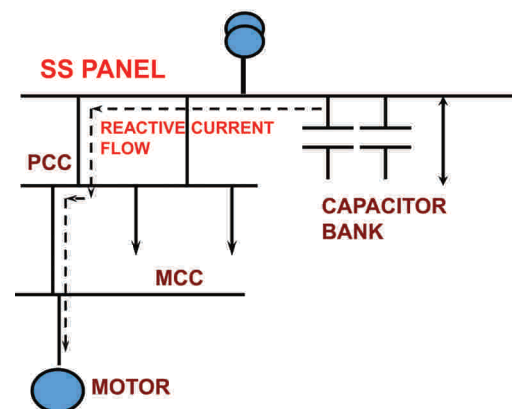 SS PANEL
REACTIVE CURRENT
FLOW
PCC
CAPACITOR
BANK
MCC
MOTOR